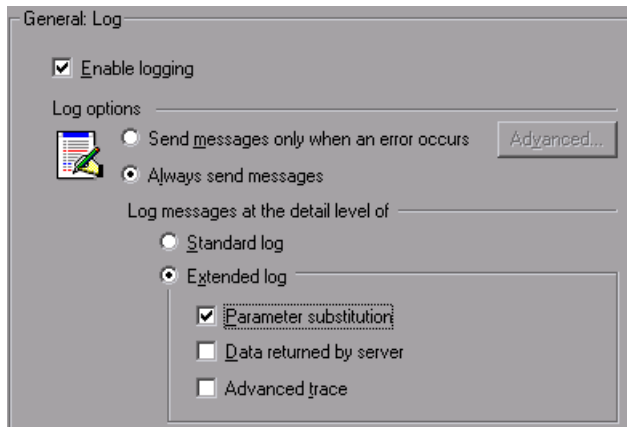 General: Log
Enable logging
Log options
Send messages only when an error occurs
Advanced...
Always send messages
Log messages at the detail level of
Standard log
Extended log
Parameter substitution
Data returned by server
Advanced trace